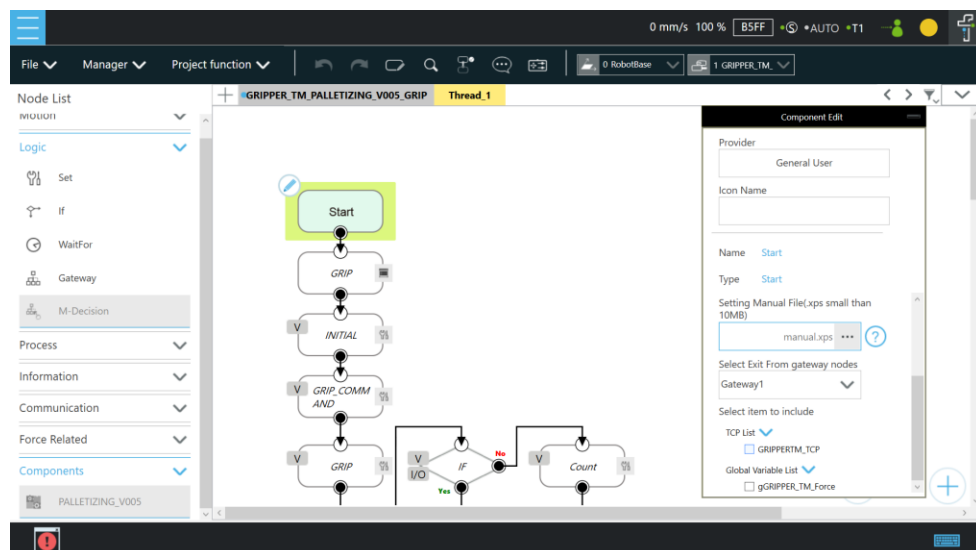 0 mm/s 100 % B5FF •Ⓢ •AUTO •T1
File Manager Project function 0 RobotBase 1 GRIPPER_TM_
Node List
GRIPPER_TM_PALLETIZING_V005_GRIP Thread_1
Motion
Logic
Set
If
WaitFor
Gateway
M-Decision
Process
Information
Communication
Force Related
Components
PALLETIZING_V005
Start
GRIP
V
INITIAL
V
GRIP_COMM
AND
V
GRIP
V
I/O
IF
No
Yes
V
Count
Component Edit
Provider
General User
Icon Name
Name Start
Type Start
Setting Manual File(.xps small than
10MB)
manual.xps ••• ?
Select Exit From gateway nodes
Gateway1
Select item to include
TCP List
GRIPPERTM_TCP
Global Variable List
gGRIPPER_TM_Force